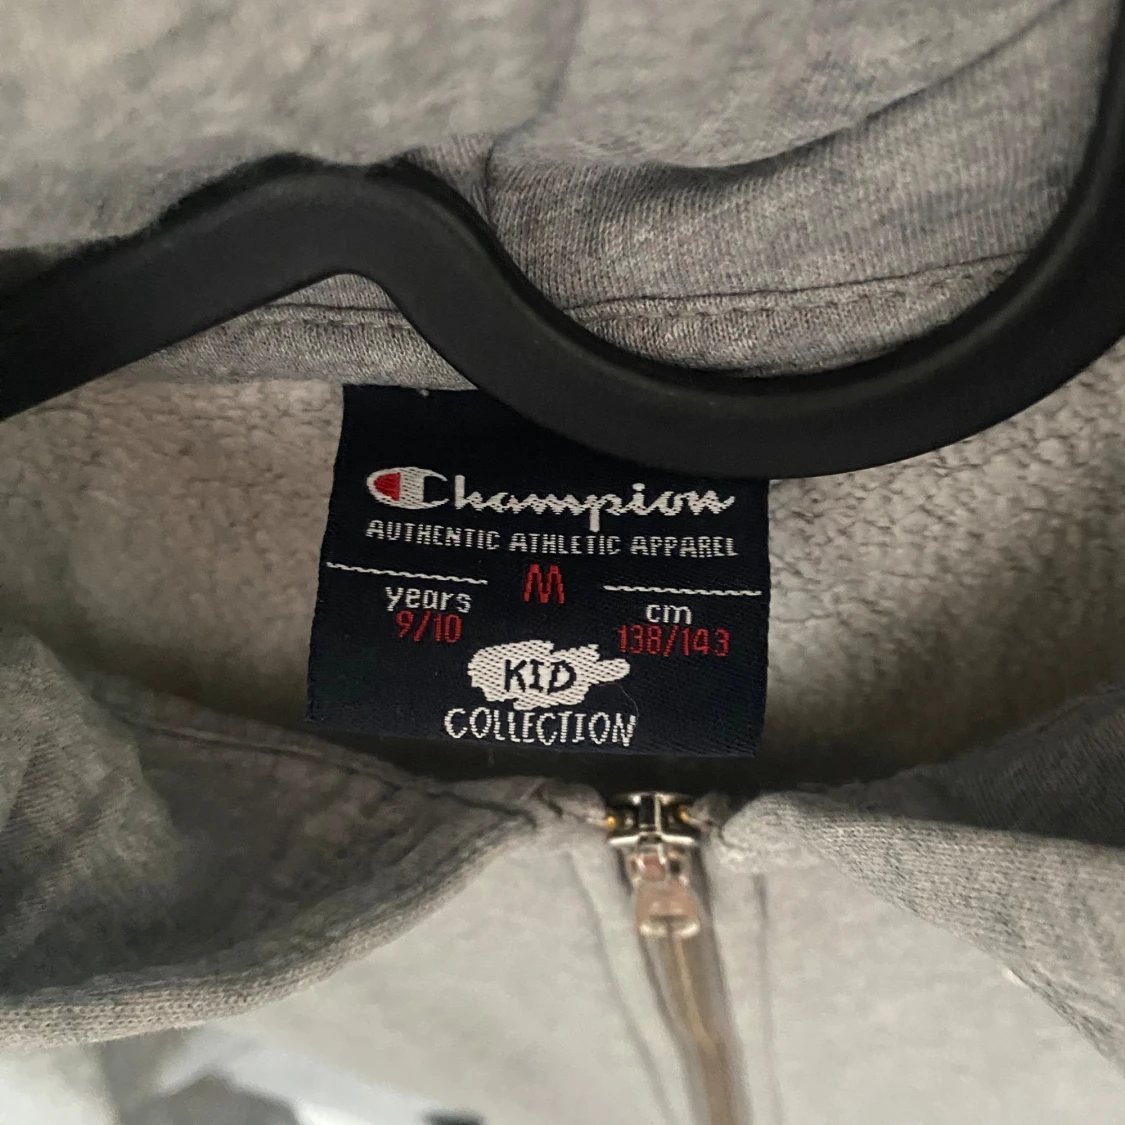 Champion
AUTHENTIC ATHLETIC APPAREL
M
years
9/10
cm
138/143
KID
COLLECTION